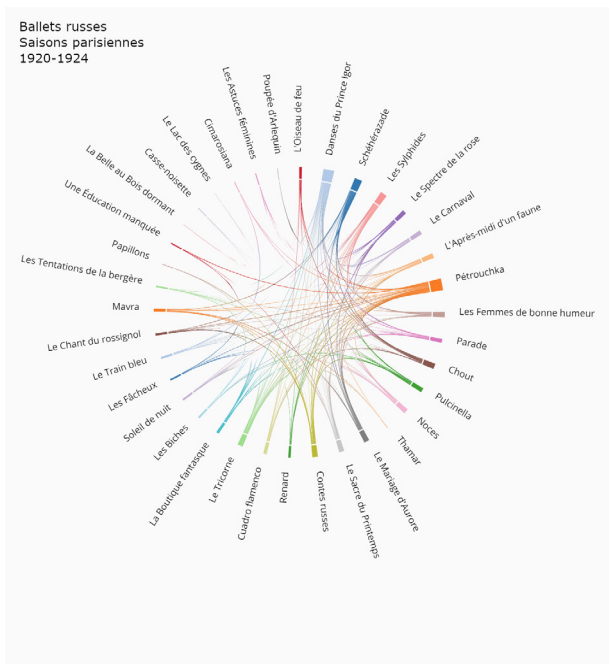 Ballets russes
Saisons parisiennes
1920-1924
L'Oiseau de feu
Danses du Prince Igor
Schéhérazade
Les Sylphides
Le Spectre de la rose
Le Carnaval
L'Après-midi d'un faune
Pétrouchka
Les Femmes de bonne humeur
Parade
Chout
Pulcinella
Noces
Thamar
Le Mariage d'Aurore
Le Sacre du Printemps
Contes russes
Renard
Cuadro flamenco
Le Tricorne
La Boutique fantasque
Les Biches
Soleil de nuit
Les Fâcheux
Le Train bleu
Le Chant du rossignol
Mavra
Les Tentations de la bergère
Papillons
Une Éducation manquée
La Belle au Bois dormant
Casse-noisette
Le Lac des cygnes
Cimarosiana
Les Astuces féminines
Poupée d'Arlequin